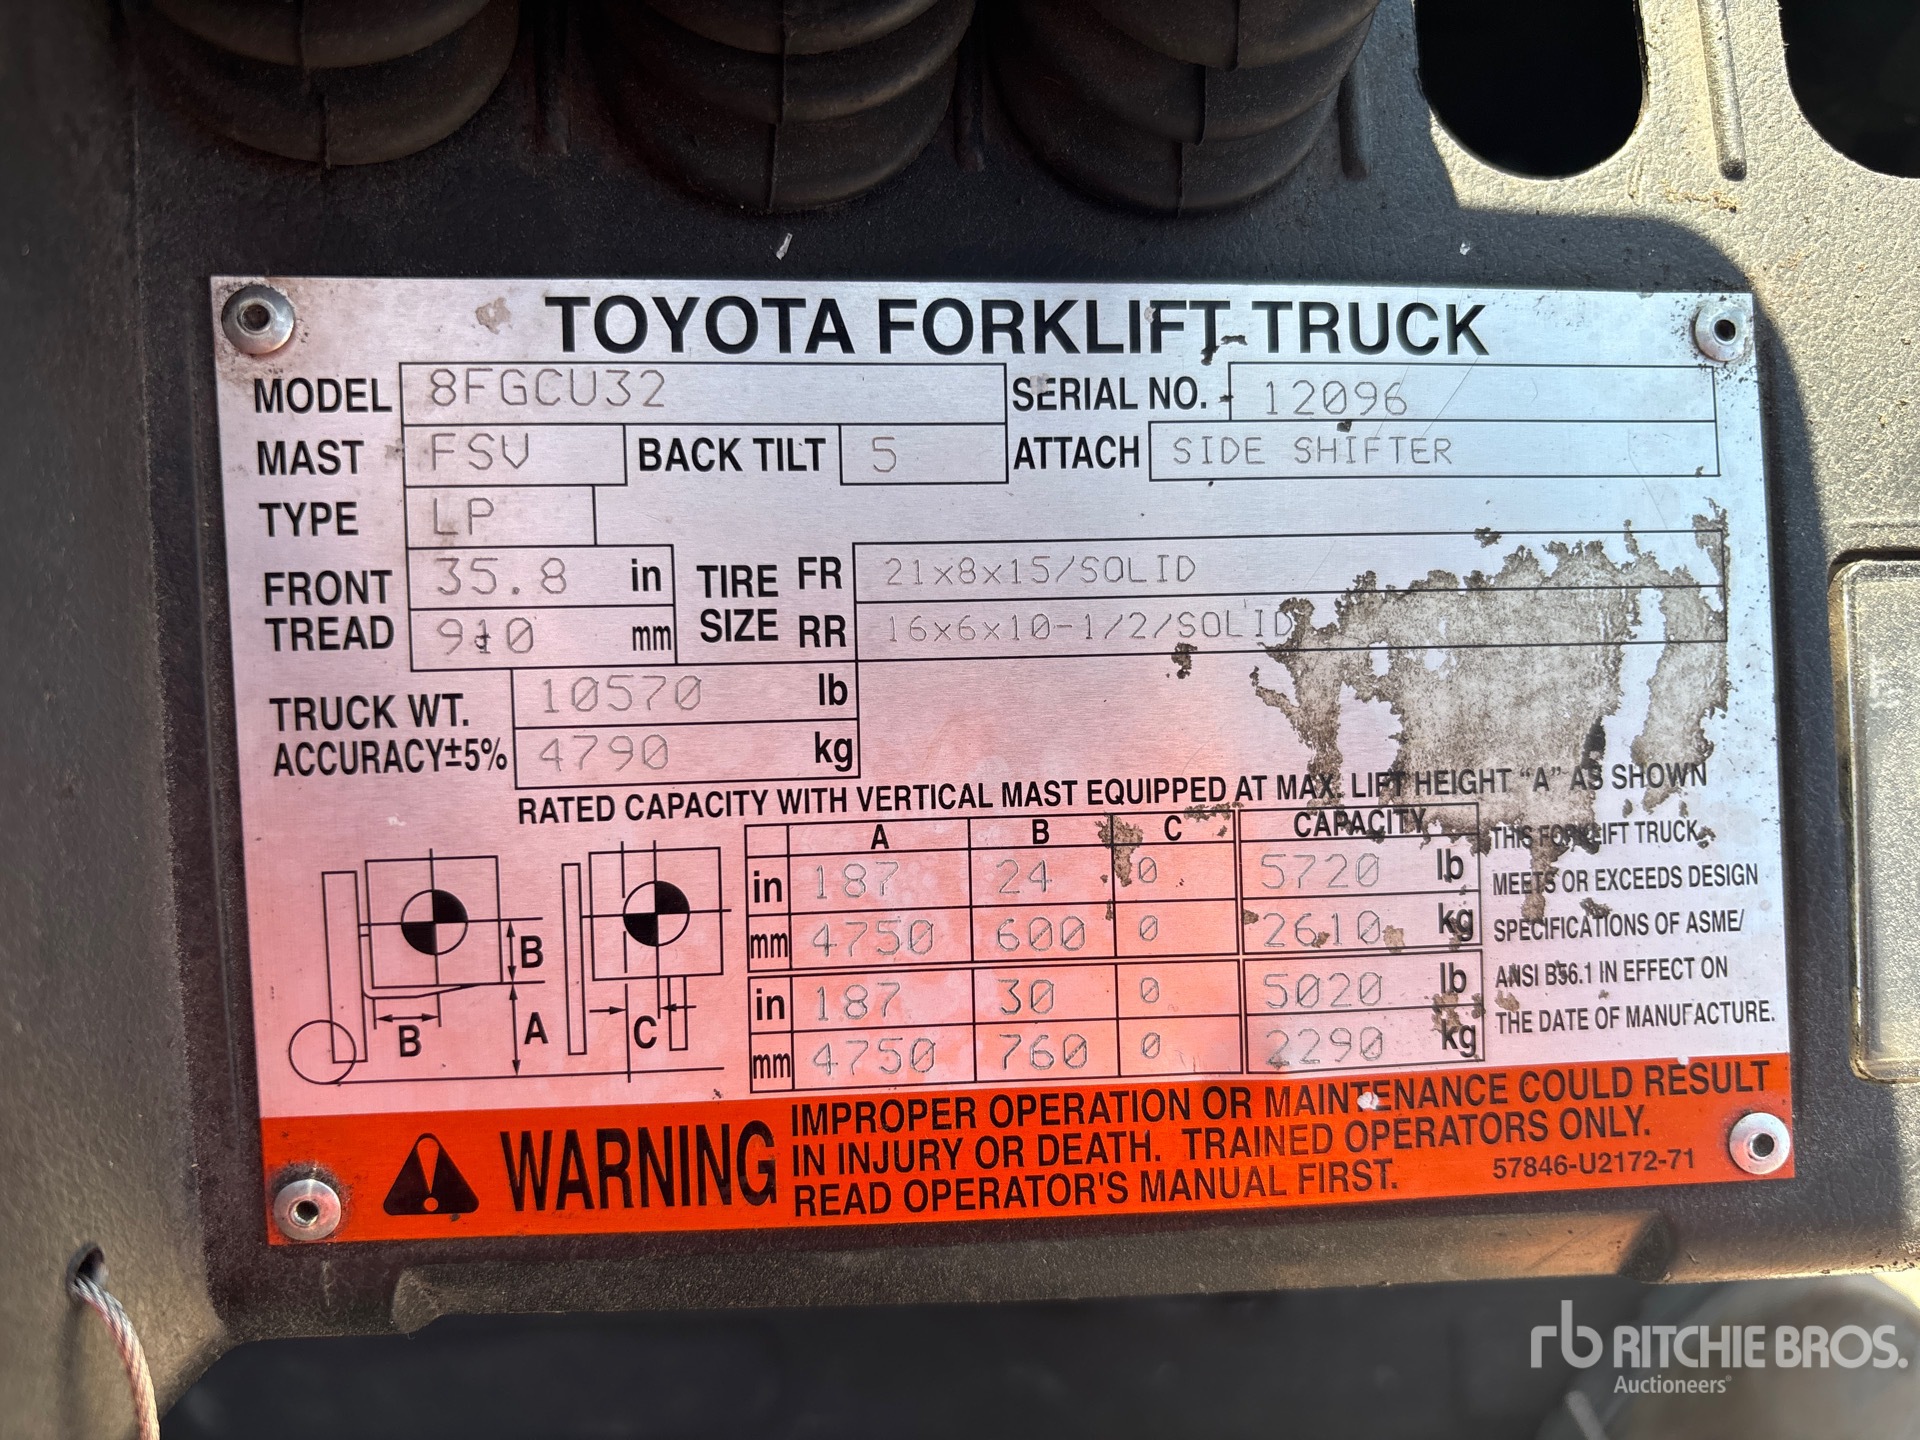 TOYOTA FORKLIFT TRUCK
MODEL 8FGCU32 SERIAL NO. 12096
MAST FSV BACK TILT 5 ATTACH SIDE SHIFTER
TYPE LP
FRONT TREAD 35.8 in TIRE SIZE FR 21x8x15/SOLID
910 mm RR 16x6x10-1/2/SOLID
TRUCK WT. 10570 lb
ACCURACY±5% 4790 kg
RATED CAPACITY WITH VERTICAL MAST EQUIPPED AT MAX. LIFT HEIGHT "A" AS SHOWN
A B C CAPACITY
in 187 24 0 5720 lb
mm 4750 600 0 2610 kg
in 187 30 0 5020 lb
mm 4750 760 0 2290 kg
B
B A C
THIS FORKLIFT TRUCK
MEETS OR EXCEEDS DESIGN
SPECIFICATIONS OF ASME/
ANSI B56.1 IN EFFECT ON
THE DATE OF MANUFACTURE.
WARNING
IMPROPER OPERATION OR MAINTENANCE COULD RESULT
IN INJURY OR DEATH. TRAINED OPERATORS ONLY.
READ OPERATOR'S MANUAL FIRST. 57846-U2172-71
rb RITCHIE BROS.
Auctioneers